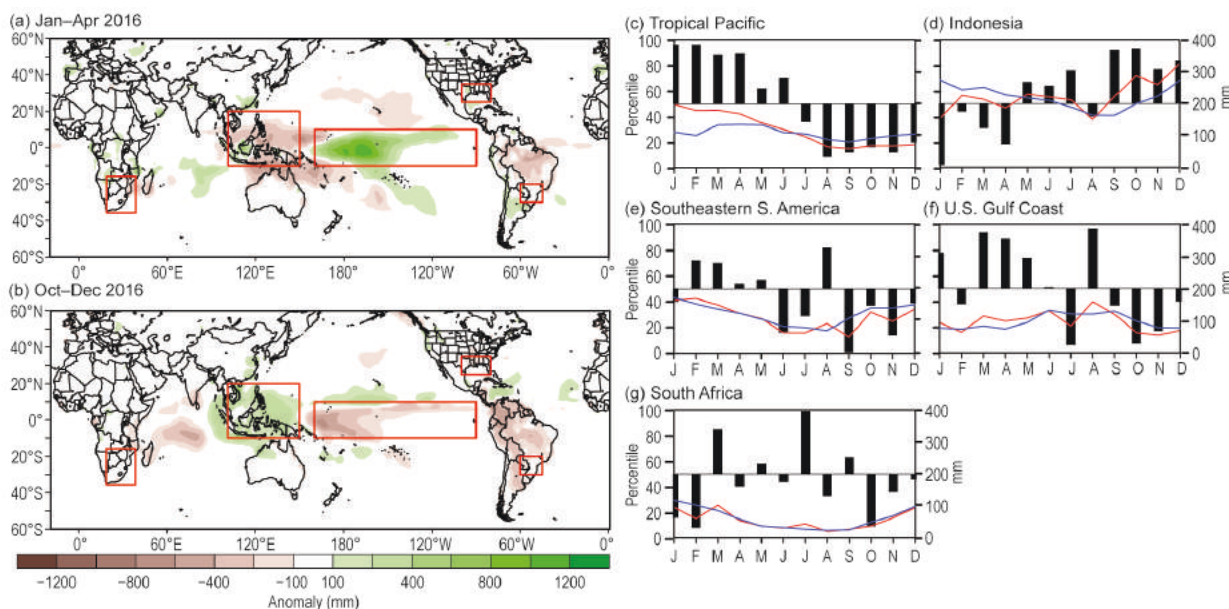 (a) Jan–Apr 2016
60°N
40°N
20°N
0°
20°S
40°S
60°S
0° 60°E 120°E 180° 120°W 60°W 0°
(b) Oct–Dec 2016
60°N
40°N
20°N
0°
20°S
40°S
60°S
0° 60°E 120°E 180° 120°W 60°W 0°
−1200 −800 −400 −100 100 400 800 1200
Anomaly (mm)
(c) Tropical Pacific
Percentile
100
80
60
40
20
0
J F M A M J J A S O N D
(d) Indonesia
400
300
200
100
0
mm
J F M A M J J A S O N D
(e) Southeastern S. America
Percentile
100
80
60
40
20
0
J F M A M J J A S O N D
(f) U.S. Gulf Coast
400
300
200
100
0
mm
J F M A M J J A S O N D
(g) South Africa
Percentile
100
80
60
40
20
0
400
300
200
100
0
mm
J F M A M J J A S O N D